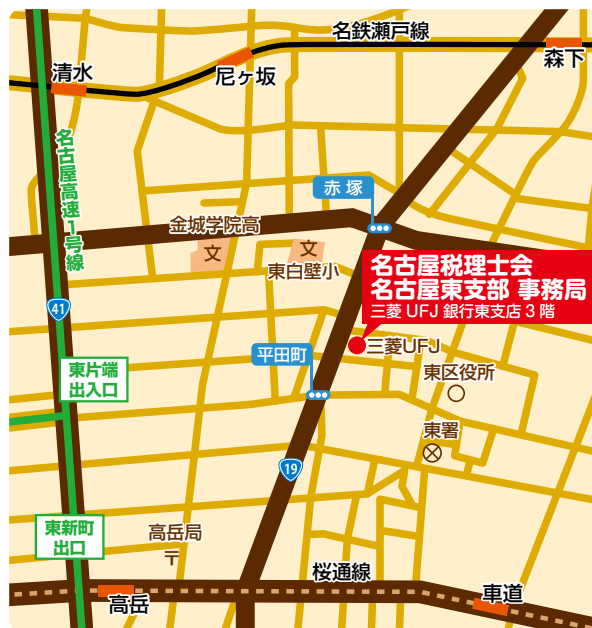 名鉄瀬戸線
森下
清水
尼ヶ坂
名古屋高速1号線
赤塚
金城学院高
文
文
東白壁小
名古屋税理士会
名古屋東支部 事務局
三菱 UFJ 銀行東支店 3 階
41
三菱UFJ
平田町
東片端
出入口
東区役所
東署
19
東新町
出口
高岳局
〒
桜通線
高岳
車道